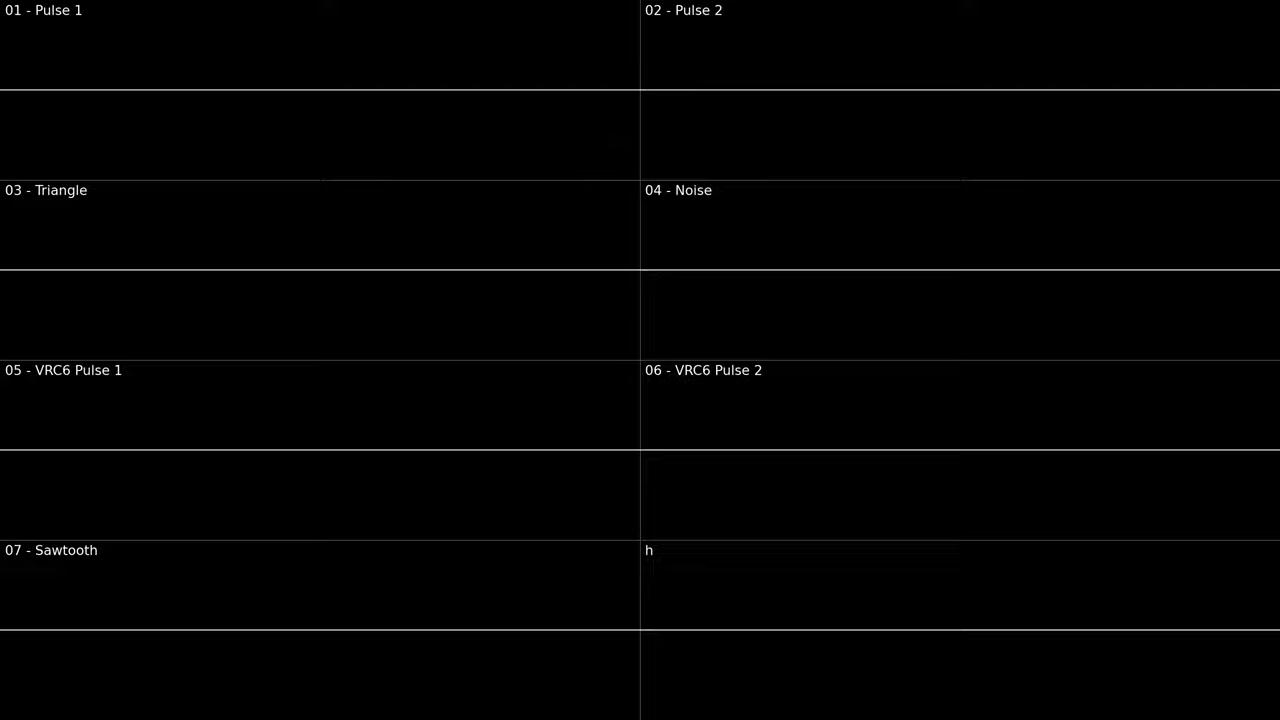 01 - Pulse 1
02 - Pulse 2
03 - Triangle
04 - Noise
05 - VRC6 Pulse 1
06 - VRC6 Pulse 2
07 - Sawtooth
h